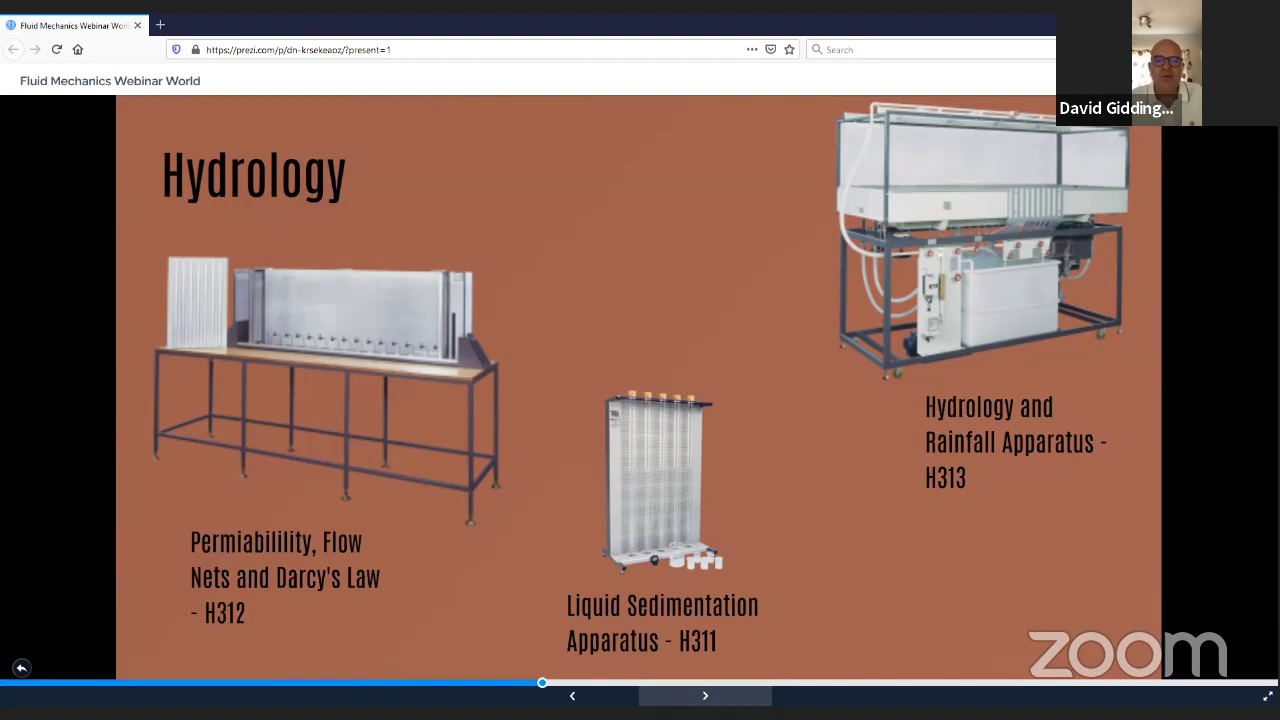 Fluid Mechanics Webinar Worl
https://prezi.com/p/dn-krsekeaoz/?present=1
Search
Fluid Mechanics Webinar World
David Gidding...
Hydrology
Hydrology and
Rainfall Apparatus -
H313
Permiabilility, Flow
Nets and Darcy's Law
- H312
Liquid Sedimentation
Apparatus - H311
zoom